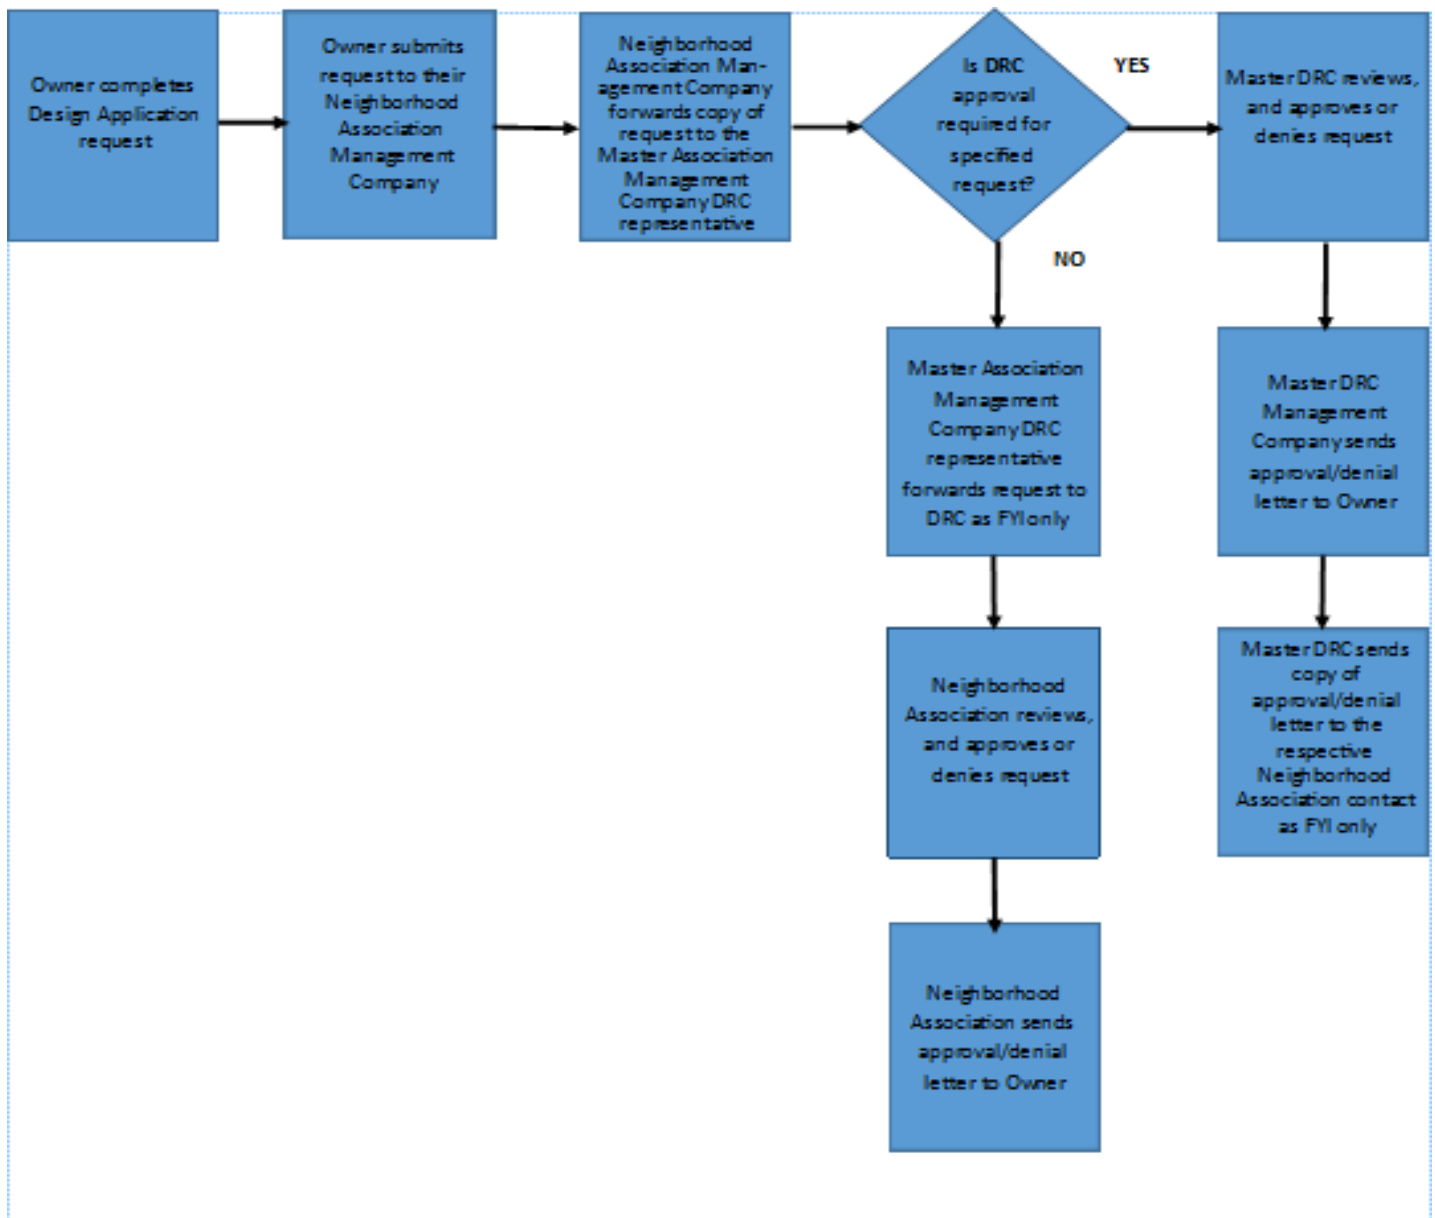 Owner completes
Design Application
request
Owner submits
request to their
Neighborhood
Association
Management
Company
Neighborhood
Association Man-
agement Company
forwards copy of
request to the
Master Association
Management
Company DRC
representative
Is DRC
approval
required for
specified
request?
YES
Master DRC reviews,
and approves or
denies request
NO
Master Association
Management
Company DRC
representative
forwards request to
DRC as FYI only
Master DRC
Management
Company sends
approval/denial
letter to Owner
Neighborhood
Association reviews,
and approves or
denies request
Master DRC sends
copy of
approval/denial
letter to the
respective
Neighborhood
Association contact
as FYI only
Neighborhood
Association sends
approval/denial
letter to Owner